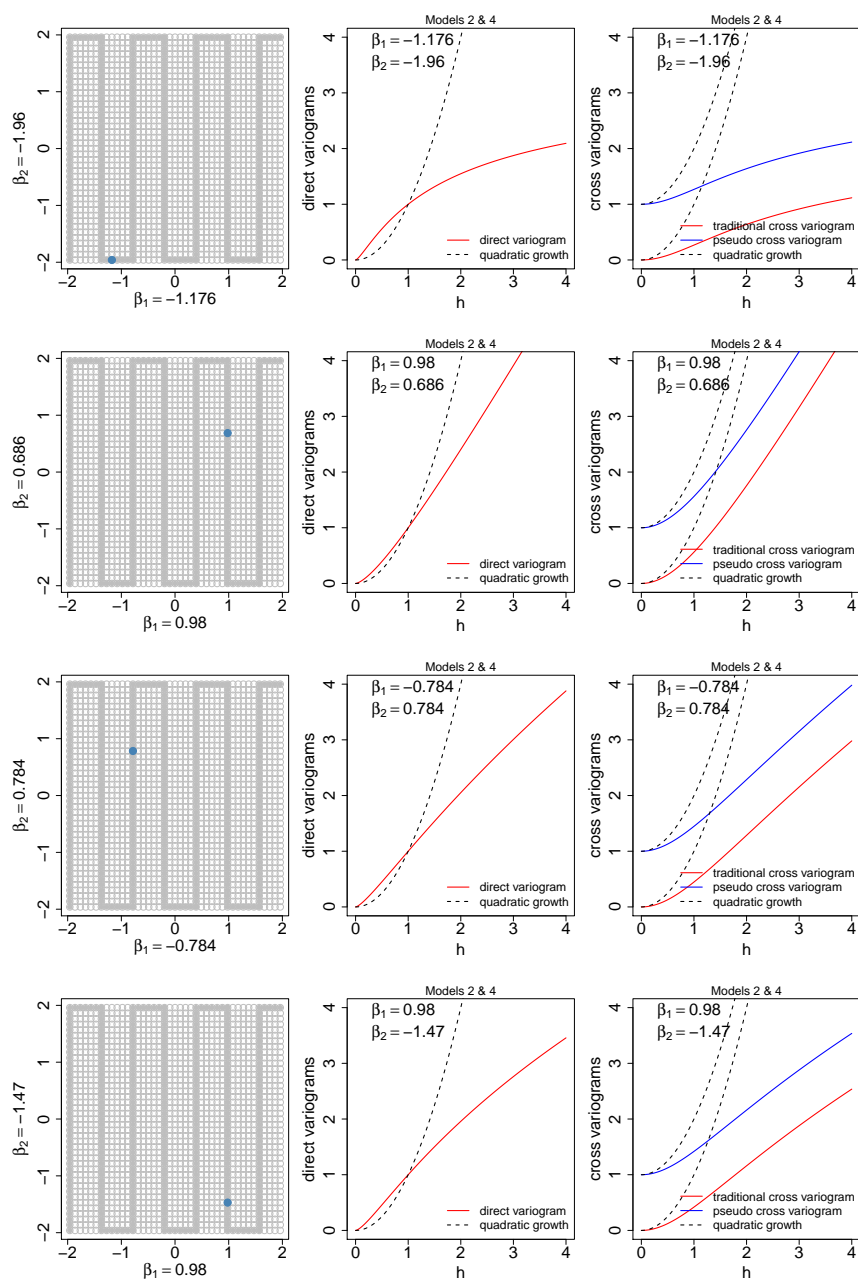 Models 2 & 4
Models 2 & 4
−2 −1 0 1 2
β2 = −1.96
−2 −1 0 1 2
β1 = −1.176
0 1 2 3 4
direct variograms
β1 = −1.176
β2 = −1.96
direct variogram
quadratic growth
0 1 2 3 4
h
0 1 2 3 4
cross variograms
β1 = −1.176
β2 = −1.96
traditional cross variogram
pseudo cross variogram
quadratic growth
0 1 2 3 4
h
Models 2 & 4
Models 2 & 4
−2 −1 0 1 2
β2 = 0.686
−2 −1 0 1 2
β1 = 0.98
0 1 2 3 4
direct variograms
β1 = 0.98
β2 = 0.686
direct variogram
quadratic growth
0 1 2 3 4
h
0 1 2 3 4
cross variograms
β1 = 0.98
β2 = 0.686
traditional cross variogram
pseudo cross variogram
quadratic growth
0 1 2 3 4
h
Models 2 & 4
Models 2 & 4
−2 −1 0 1 2
β2 = 0.784
−2 −1 0 1 2
β1 = −0.784
0 1 2 3 4
direct variograms
β1 = −0.784
β2 = 0.784
direct variogram
quadratic growth
0 1 2 3 4
h
0 1 2 3 4
cross variograms
β1 = −0.784
β2 = 0.784
traditional cross variogram
pseudo cross variogram
quadratic growth
0 1 2 3 4
h
Models 2 & 4
Models 2 & 4
−2 −1 0 1 2
β2 = −1.47
−2 −1 0 1 2
β1 = 0.98
0 1 2 3 4
direct variograms
β1 = 0.98
β2 = −1.47
direct variogram
quadratic growth
0 1 2 3 4
h
0 1 2 3 4
cross variograms
β1 = 0.98
β2 = −1.47
traditional cross variogram
pseudo cross variogram
quadratic growth
0 1 2 3 4
h